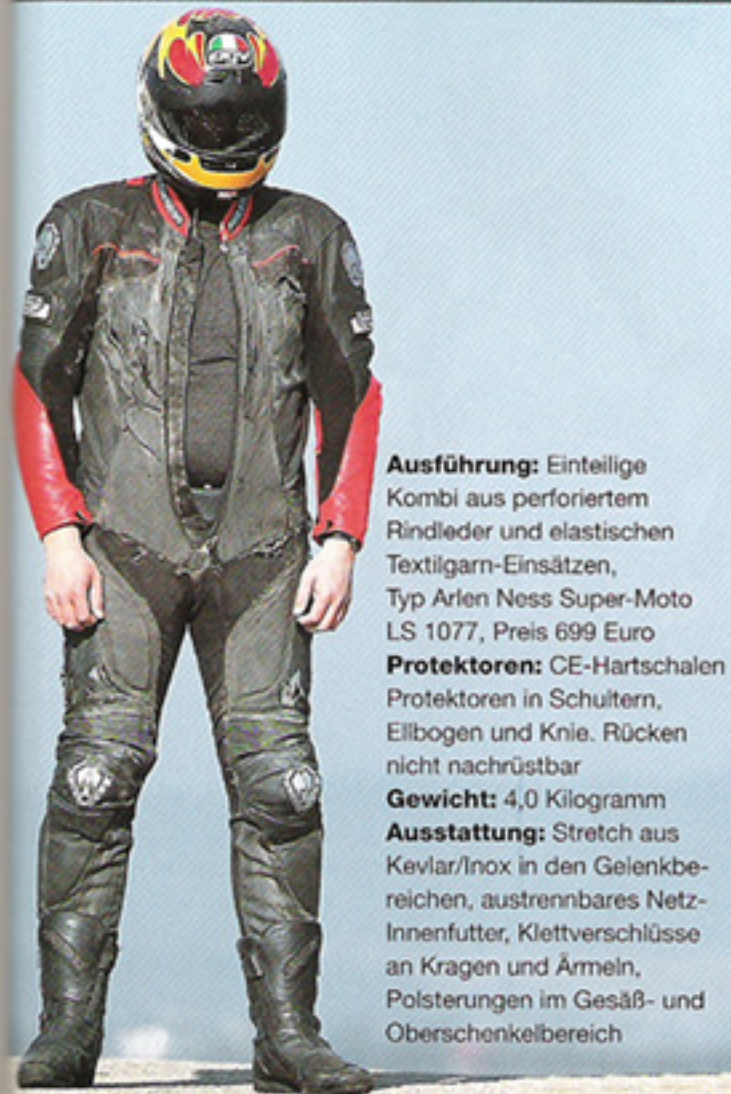 Ausführung: Einteilige
Kombi aus perforiertem
Rindleder und elastischen
Textilgarn-Einsätzen,
Typ Arlen Ness Super-Moto
LS 1077, Preis 699 Euro
Protektoren: CE-Hartschalen
Protektoren in Schultern,
Ellbogen und Knie. Rücken
nicht nachrüstbar
Gewicht: 4,0 Kilogramm
Ausstattung: Stretch aus
Kevlar/Inox in den Gelenkbe-
reichen, austrennbares Netz-
Innenfutter, Klettverschlüsse
an Kragen und Ärmeln,
Polsterungen im Gesäß- und
Oberschenkelbereich